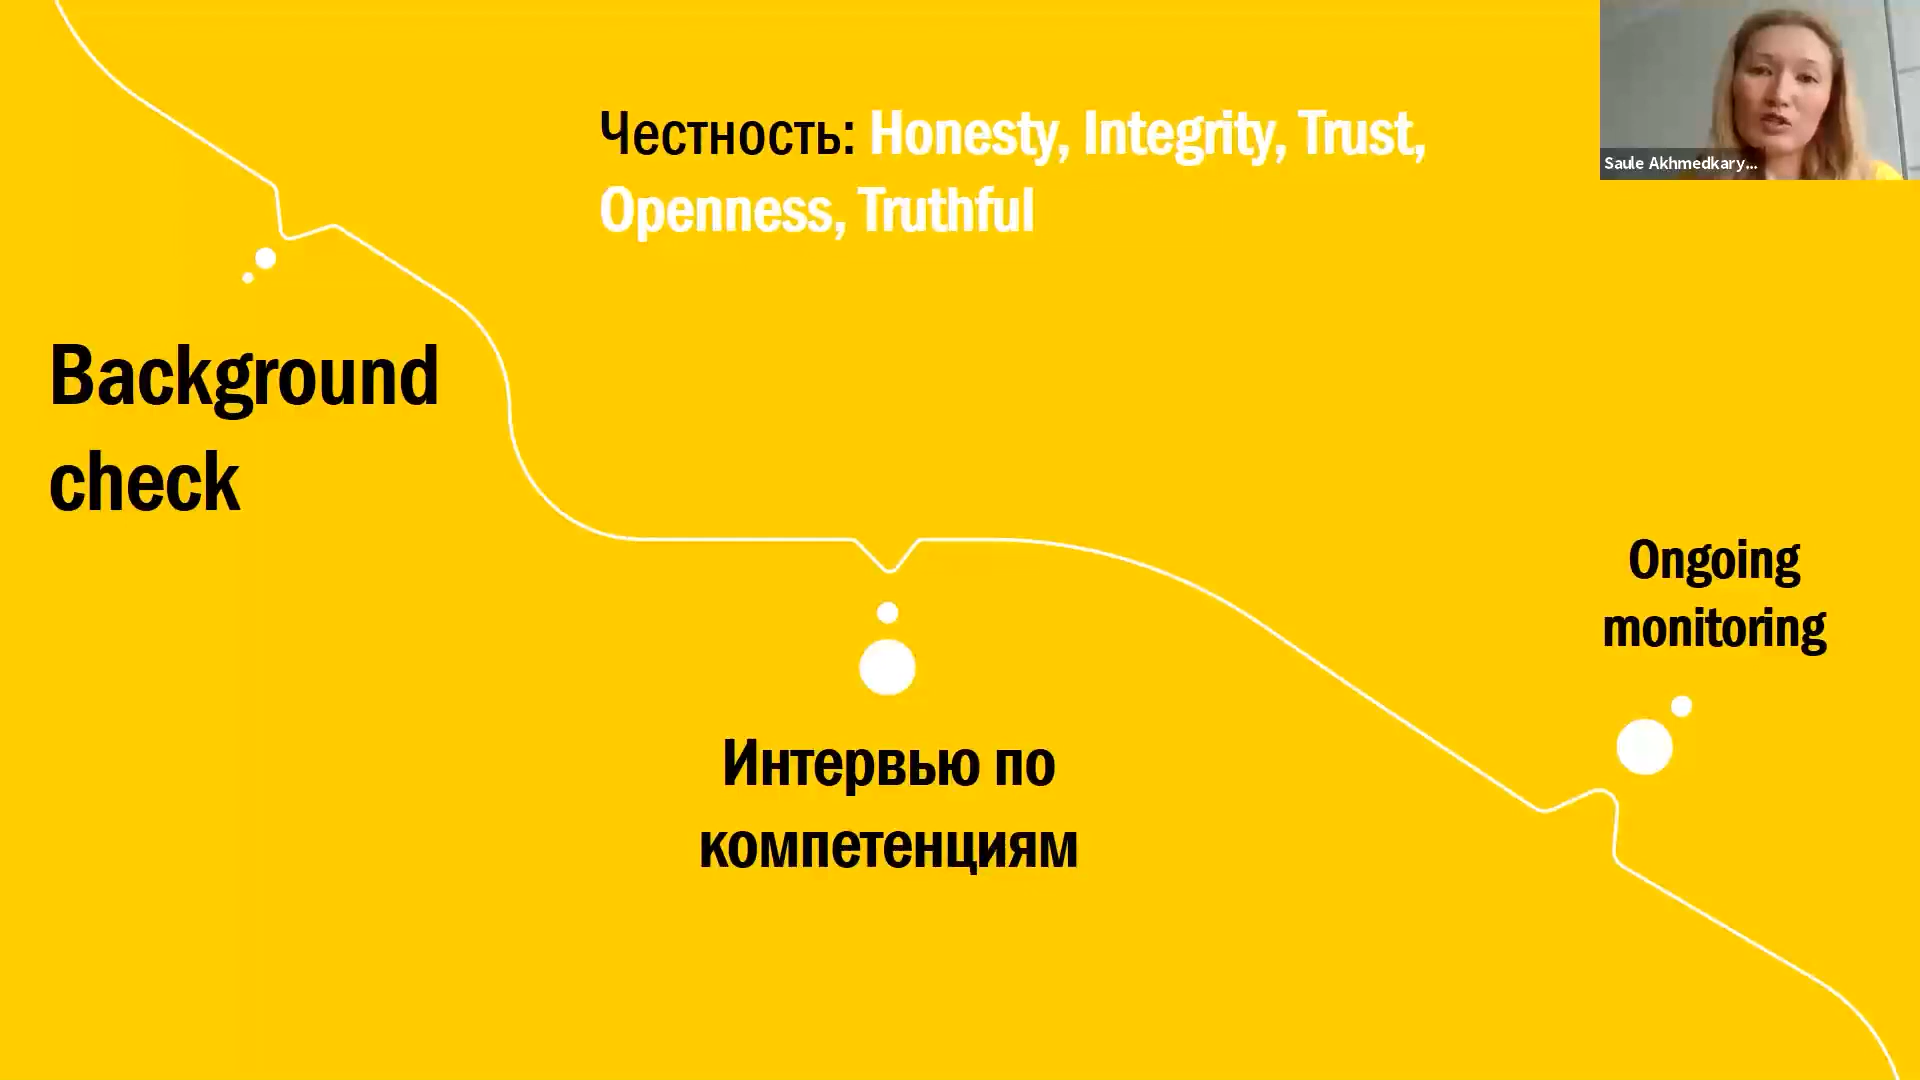 Честность: Honesty, Integrity, Trust,
Openness, Truthful
Saule Akhmedkary...
Background
check
Ongoing
monitoring
Интервью по
компетенциям